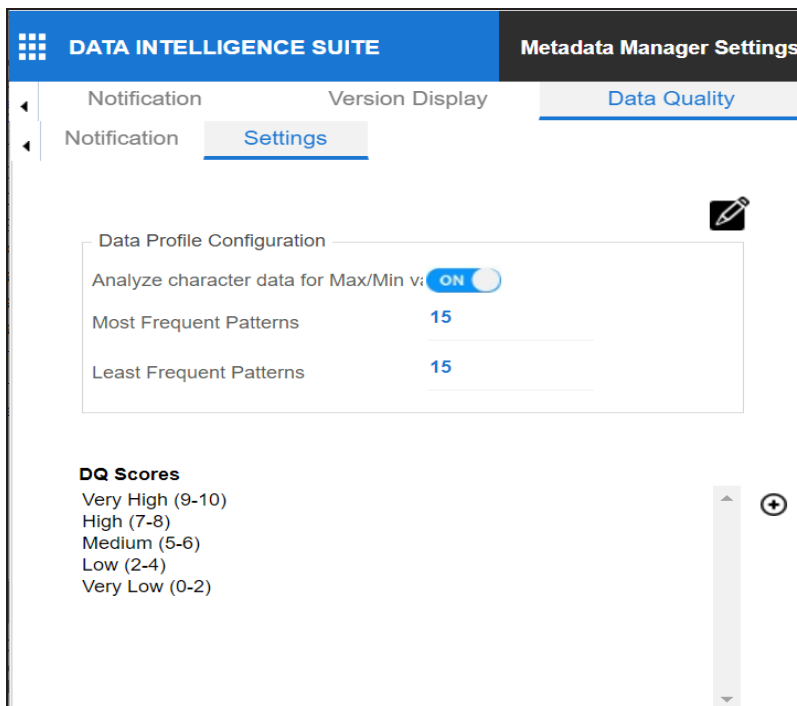 DATA INTELLIGENCE SUITE Metadata Manager Settings
Notification Version Display Data Quality
Notification Settings
Data Profile Configuration
Analyze character data for Max/Min va ON
Most Frequent Patterns 15
Least Frequent Patterns 15
DQ Scores
Very High (9-10)
High (7-8)
Medium (5-6)
Low (2-4)
Very Low (0-2)